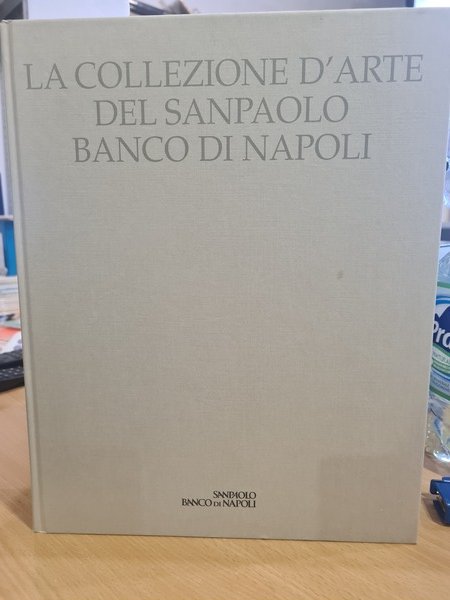 LA COLLEZIONE D'ARTE
DEL SANPAOLO
BANCO DI NAPOLI
SANPAOLO
BANCO DI NAPOLI